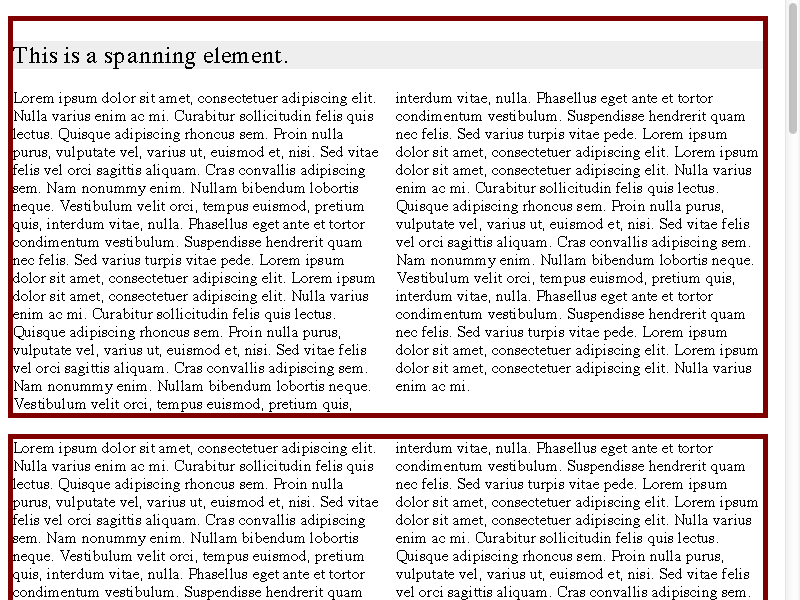 This is a spanning element.
Lorem ipsum dolor sit amet, consectetuer adipiscing elit.
Nulla varius enim ac mi. Curabitur sollicitudin felis quis
lectus. Quisque adipiscing rhoncus sem. Proin nulla
purus, vulputate vel, varius ut, euismod et, nisi. Sed vitae
felis vel orci sagittis aliquam. Cras convallis adipiscing
sem. Nam nonummy enim. Nullam bibendum lobortis
neque. Vestibulum velit orci, tempus euismod, pretium
quis, interdum vitae, nulla. Phasellus eget ante et tortor
condimentum vestibulum. Suspendisse hendrerit quam
nec felis. Sed varius turpis vitae pede. Lorem ipsum
dolor sit amet, consectetuer adipiscing elit. Lorem ipsum
dolor sit amet, consectetuer adipiscing elit. Nulla varius
enim ac mi. Curabitur sollicitudin felis quis lectus.
Quisque adipiscing rhoncus sem. Proin nulla purus,
vulputate vel, varius ut, euismod et, nisi. Sed vitae felis
vel orci sagittis aliquam. Cras convallis adipiscing sem.
Nam nonummy enim. Nullam bibendum lobortis neque.
Vestibulum velit orci, tempus euismod, pretium quis,
interdum vitae, nulla. Phasellus eget ante et tortor
condimentum vestibulum. Suspendisse hendrerit quam
nec felis. Sed varius turpis vitae pede. Lorem ipsum
dolor sit amet, consectetuer adipiscing elit. Lorem ipsum
dolor sit amet, consectetuer adipiscing elit. Nulla varius
enim ac mi. Curabitur sollicitudin felis quis lectus.
Quisque adipiscing rhoncus sem. Proin nulla purus,
vulputate vel, varius ut, euismod et, nisi. Sed vitae felis
vel orci sagittis aliquam. Cras convallis adipiscing sem.
Nam nonummy enim. Nullam bibendum lobortis neque.
Vestibulum velit orci, tempus euismod, pretium quis,
interdum vitae, nulla. Phasellus eget ante et tortor
condimentum vestibulum. Suspendisse hendrerit quam
nec felis. Sed varius turpis vitae pede. Lorem ipsum
dolor sit amet, consectetuer adipiscing elit. Nulla varius
enim ac mi.
Lorem ipsum dolor sit amet, consectetuer adipiscing elit.
Nulla varius enim ac mi. Curabitur sollicitudin felis quis
lectus. Quisque adipiscing rhoncus sem. Proin nulla
purus, vulputate vel, varius ut, euismod et, nisi. Sed vitae
felis vel orci sagittis aliquam. Cras convallis adipiscing
sem. Nam nonummy enim. Nullam bibendum lobortis
neque. Vestibulum velit orci, tempus euismod, pretium
quis, interdum vitae, nulla. Phasellus eget ante et tortor
condimentum vestibulum. Suspendisse hendrerit quam
interdum vitae, nulla. Phasellus eget ante et tortor
condimentum vestibulum. Suspendisse hendrerit quam
nec felis. Sed varius turpis vitae pede. Lorem ipsum
dolor sit amet, consectetuer adipiscing elit. Lorem ipsum
dolor sit amet, consectetuer adipiscing elit. Nulla varius
enim ac mi. Curabitur sollicitudin felis quis lectus.
Quisque adipiscing rhoncus sem. Proin nulla purus,
vulputate vel, varius ut, euismod et, nisi. Sed vitae felis
vel orci sagittis aliquam. Cras convallis adipiscing sem.